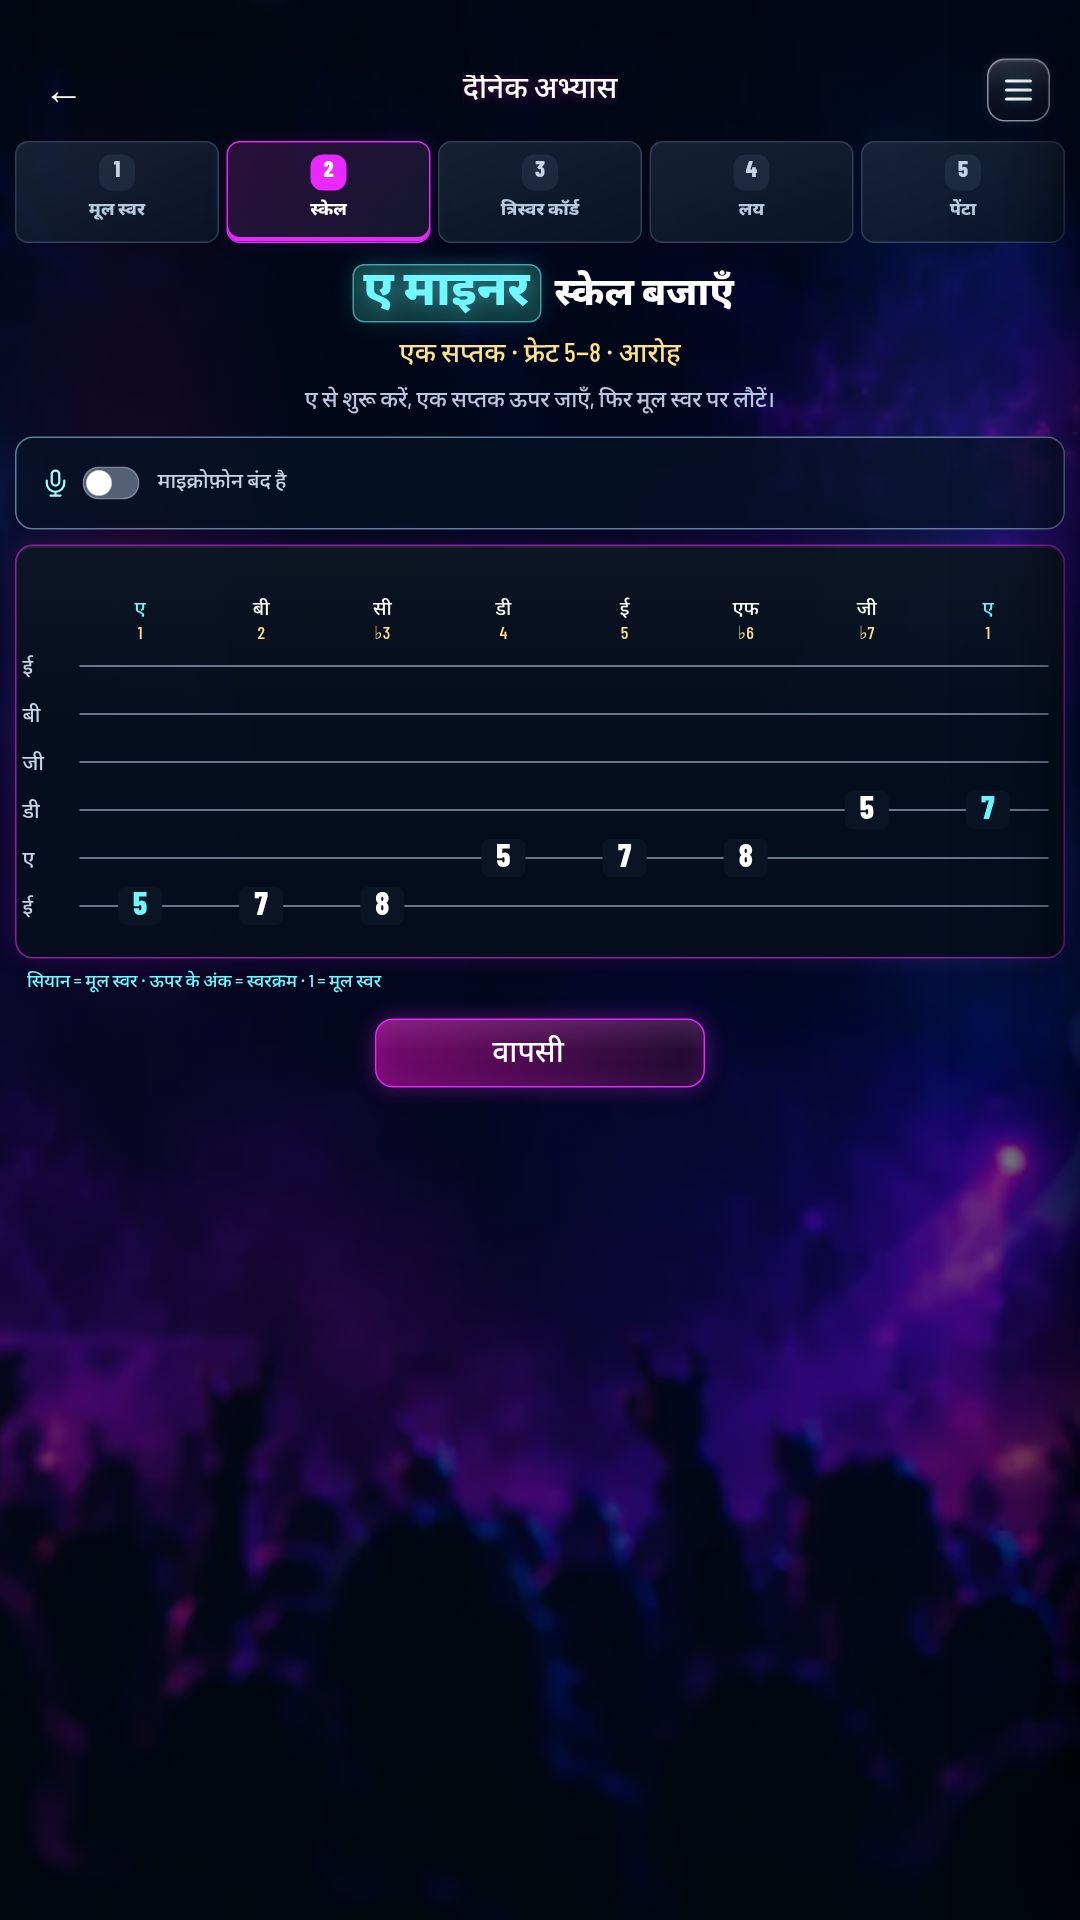 ←
दैनिक अभ्यास
1
मूल स्वर
2
स्केल
3
त्रिस्वर कॉर्ड
4
लय
5
पेंटा
ए माइनर स्केल बजाएँ
एक सप्तक · फ्रेट 5–8 · आरोह
ए से शुरू करें, एक सप्तक ऊपर जाएँ, फिर मूल स्वर पर लौटें।
माइक्रोफ़ोन बंद है
ए बी सी डी ई एफ जी ए
1 2 ♭3 4 5 ♭6 ♭7 1
ई
बी
जी
डी 5 7
ए 5 7 8
ई 5 7 8
सियान = मूल स्वर · ऊपर के अंक = स्वरक्रम · 1 = मूल स्वर
वापसी